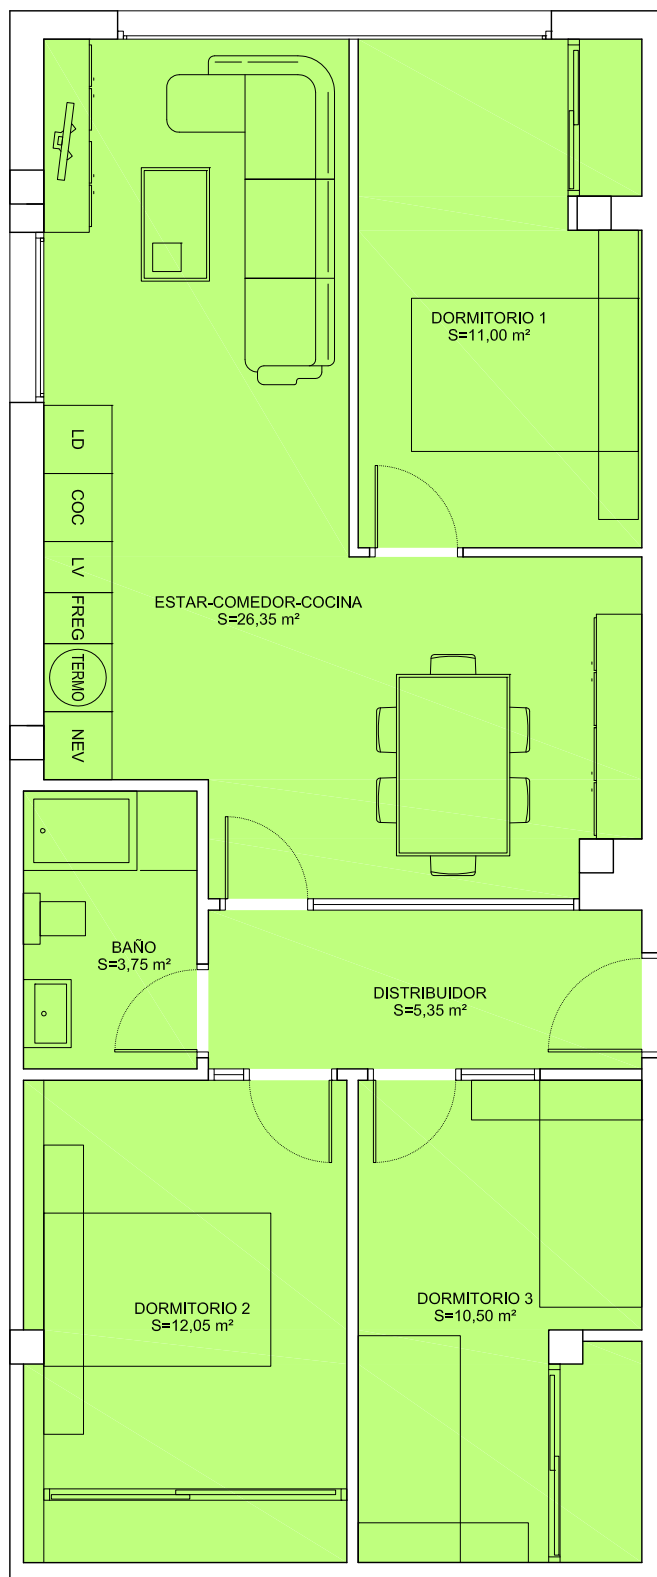 DORMITORIO 1
S=11,00 m²
LD
COC
LV
FREG
TERMO
NEV
ESTAR-COMEDOR-COCINA
S=26,35 m²
BAÑO
S=3,75 m²
DISTRIBUIDOR
S=5,35 m²
DORMITORIO 2
S=12,05 m²
DORMITORIO 3
S=10,50 m²